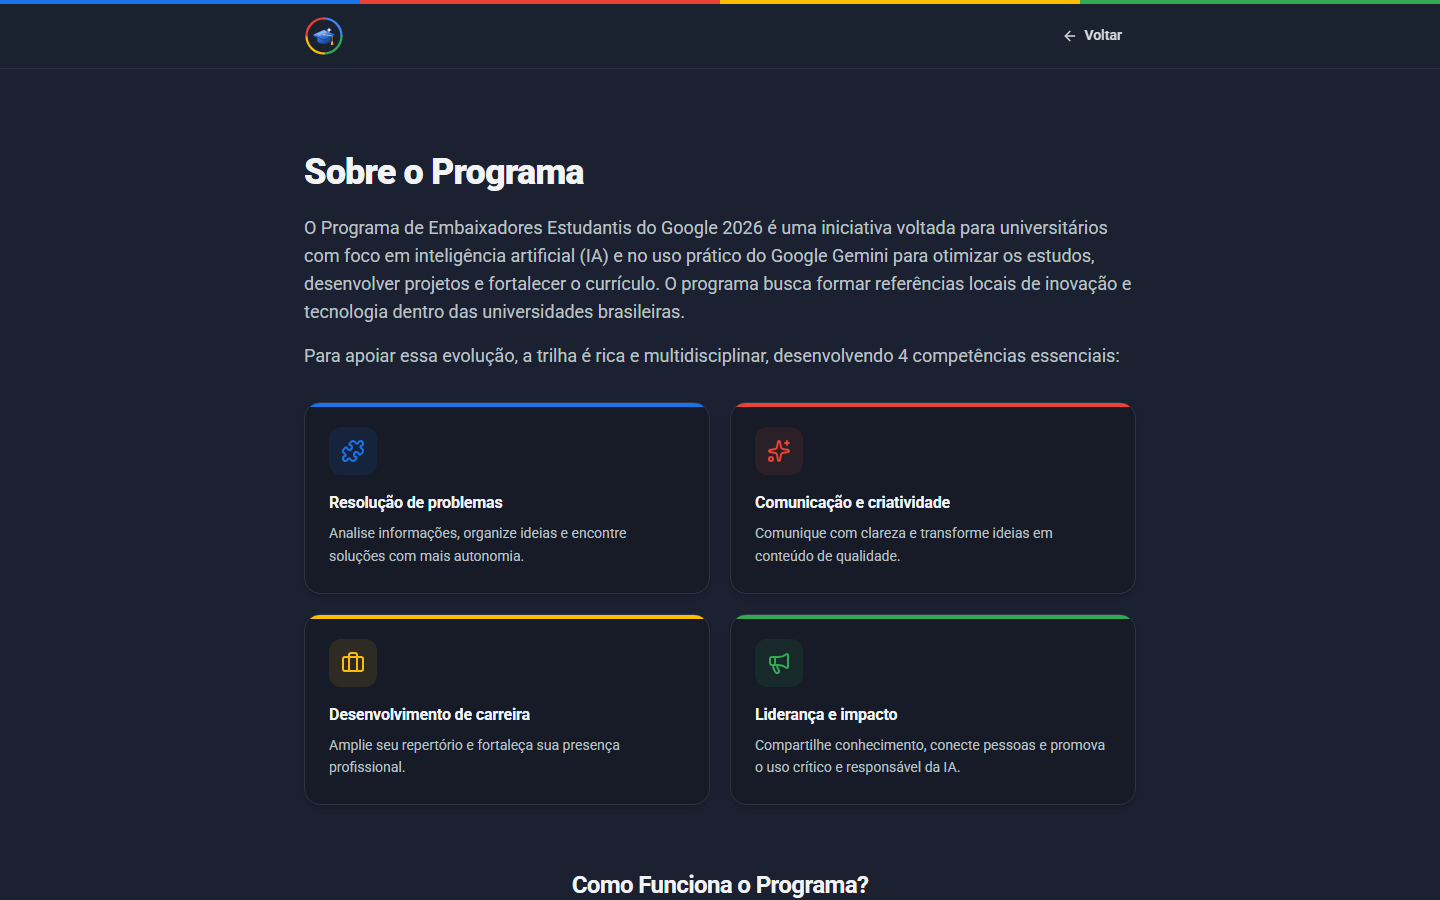 Voltar
Sobre o Programa
O Programa de Embaixadores Estudantis do Google 2026 é uma iniciativa voltada para universitários
com foco em inteligência artificial (IA) e no uso prático do Google Gemini para otimizar os estudos,
desenvolver projetos e fortalecer o currículo. O programa busca formar referências locais de inovação e
tecnologia dentro das universidades brasileiras.
Para apoiar essa evolução, a trilha é rica e multidisciplinar, desenvolvendo 4 competências essenciais:
Resolução de problemas
Analise informações, organize ideias e encontre
soluções com mais autonomia.
Comunicação e criatividade
Comunique com clareza e transforme ideias em
conteúdo de qualidade.
Desenvolvimento de carreira
Amplie seu repertório e fortaleça sua presença
profissional.
Liderança e impacto
Compartilhe conhecimento, conecte pessoas e promova
o uso crítico e responsável da IA.
Como Funciona o Programa?